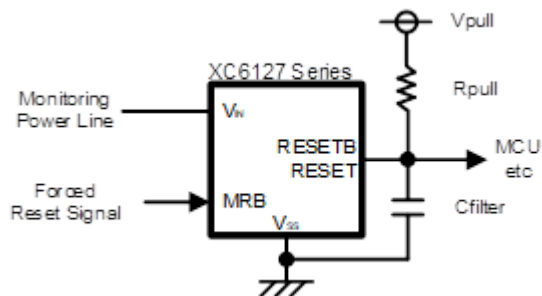 Vpull
XC6127 Series
Rpull
Monitoring
Power Line
VIN
RESETB
RESET
MCU
etc
Forced
Reset Signal
MRB
Cfilter
VSS